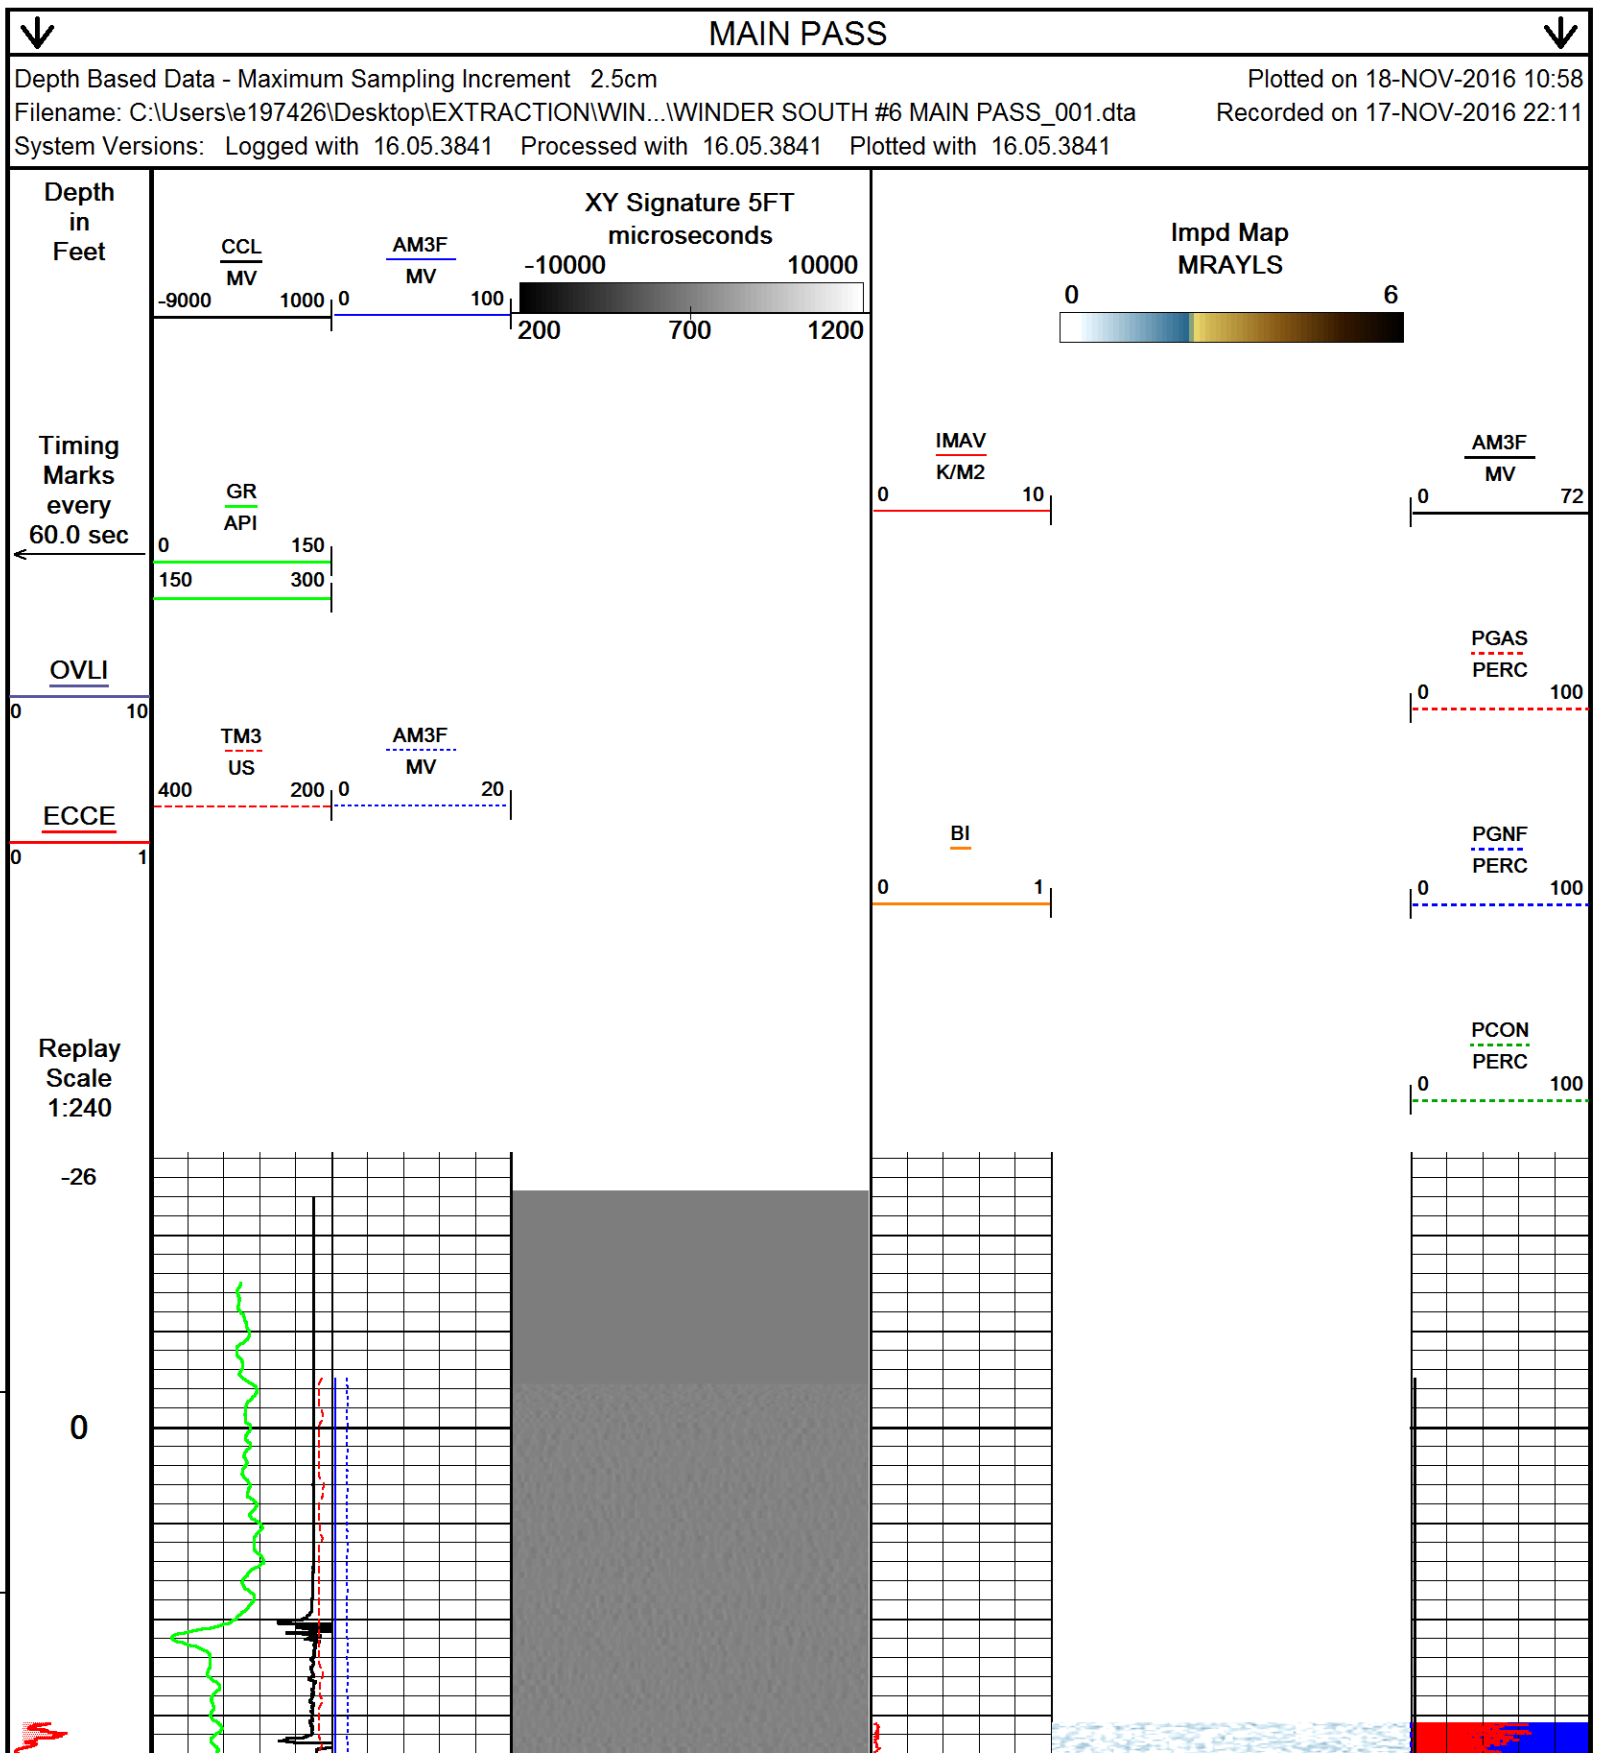 MAIN PASS
Depth Based Data - Maximum Sampling Increment 2.5cm
Plotted on 18-NOV-2016 10:58
Filename: C:\Users\e197426\Desktop\EXTRACTION\WIN...\WINDER SOUTH #6 MAIN PASS_001.dta
Recorded on 17-NOV-2016 22:11
System Versions: Logged with 16.05.3841 Processed with 16.05.3841 Plotted with 16.05.3841
Depth
in
Feet
CCL
MV
-9000 1000
AM3F
MV
0 100
XY Signature 5FT
microseconds
-10000 10000
200 700 1200
Impd Map
MRAYLS
0 6
Timing
Marks
every
60.0 sec
GR
API
0 150
150 300
IMAV
K/M2
0 10
AM3F
MV
0 72
OVLI
0 10
PGAS
PERC
0 100
TM3
US
400 200
AM3F
MV
0 20
ECCE
0 1
BI
0 1
PGNF
PERC
0 100
PCON
PERC
0 100
Replay
Scale
1:240
-26
0